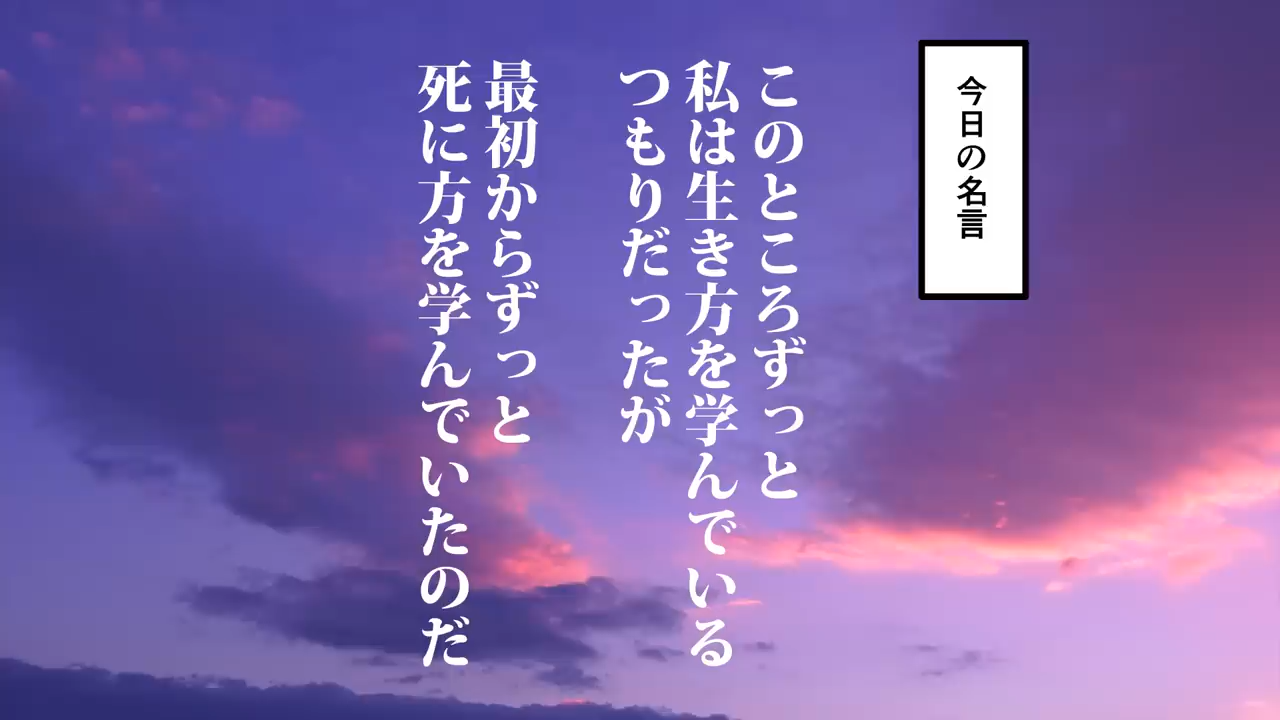 今日の名言
このところずっと
私は生き方を学んでいる
つもりだったが
最初からずっと
死に方を学んでいたのだ